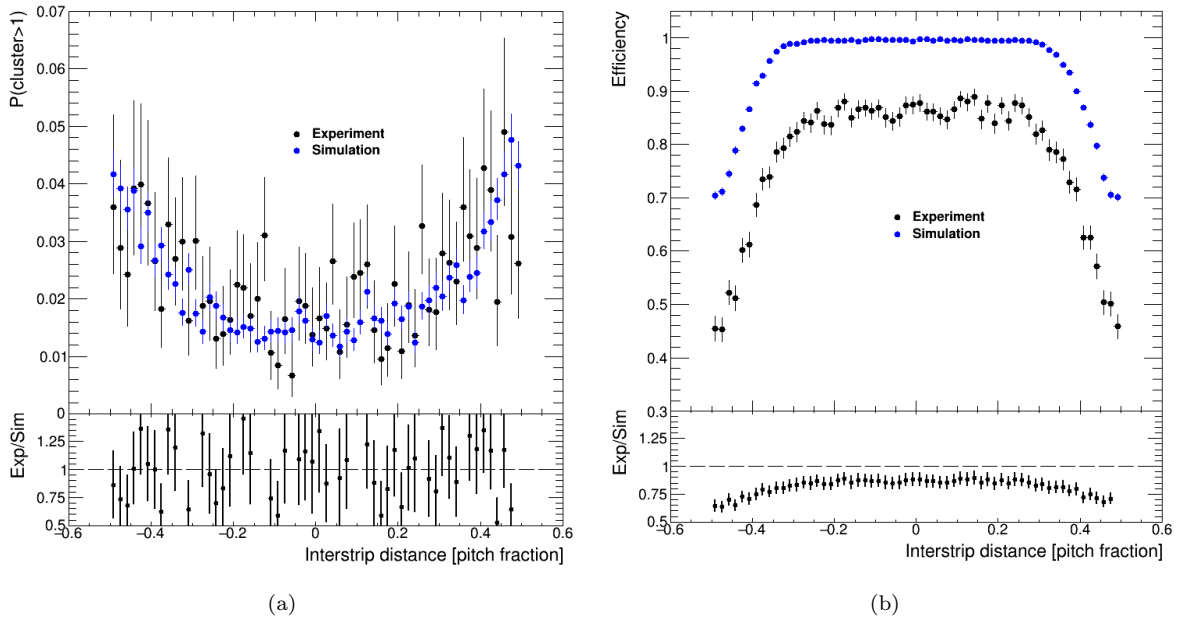 P(cluster>1)
0.07
0.06
0.05
0.04
0.03
0.02
0.01
0
Experiment
Simulation
Exp/Sim
1.25
1
0.75
0.5
−0.6 −0.4 −0.2 0 0.2 0.4 0.6
Interstrip distance [pitch fraction]
(a)
Efficiency
1
0.9
0.8
0.7
0.6
0.5
0.4
0.3
Experiment
Simulation
Exp/Sim
1.25
1
0.75
0.5
−0.6 −0.4 −0.2 0 0.2 0.4 0.6
Interstrip distance [pitch fraction]
(b)